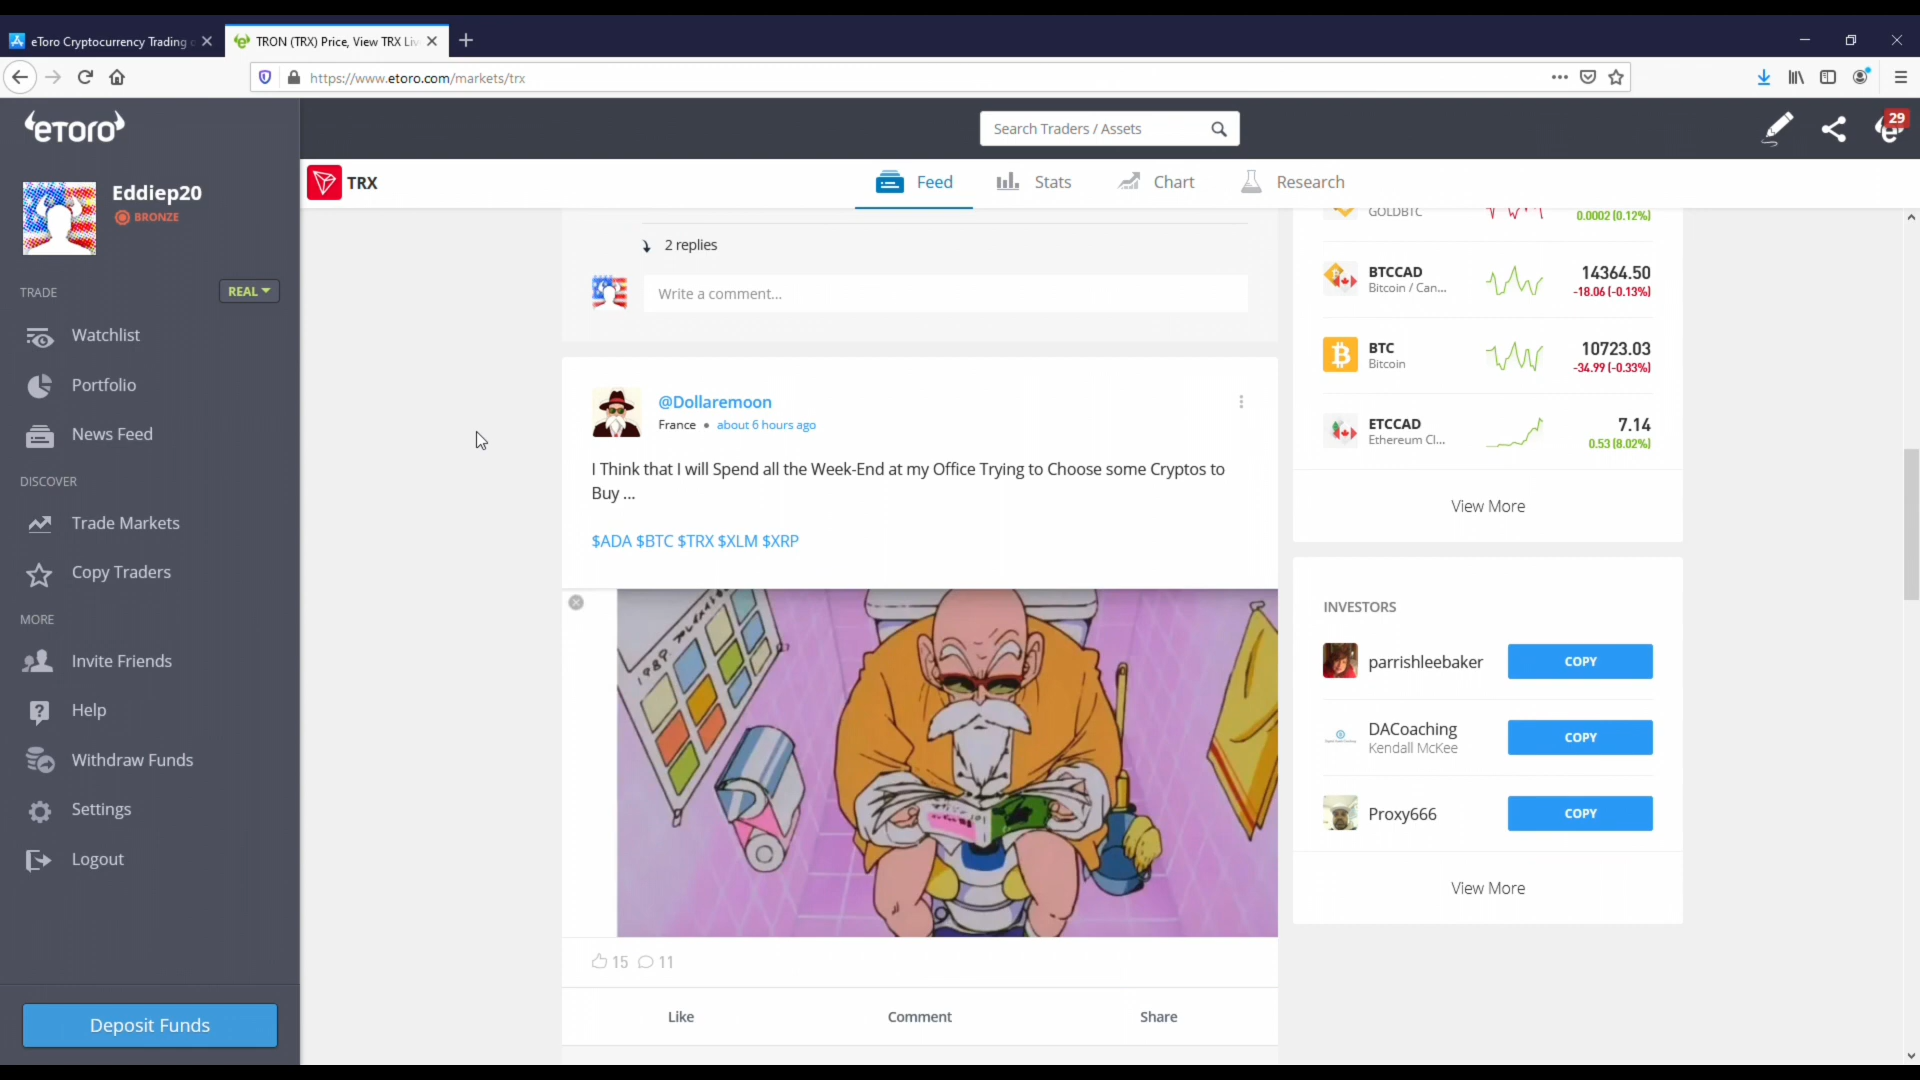 eToro Cryptocurrency Trading
TRON (TRX) Price, View TRX Liv
https://www.etoro.com/markets/trx
eToro
Search Traders / Assets
29
Eddiep20
BRONZE
TRX
Feed
Stats
Chart
Research
TRADE
REAL
Watchlist
Portfolio
News Feed
DISCOVER
Trade Markets
Copy Traders
MORE
Invite Friends
Help
Withdraw Funds
Settings
Logout
Deposit Funds
2 replies
Write a comment...
@Dollaremoon
France • about 6 hours ago
I Think that I will Spend all the Week-End at my Office Trying to Choose some Cryptos to
Buy ...
$ADA $BTC $TRX $XLM $XRP
1989
15 11
Like
Comment
Share
GOLDBTC
0.0002 (0.12%)
BTCCAD
Bitcoin / Can...
14364.50
-18.06 (-0.13%)
BTC
Bitcoin
10723.03
-34.99 (-0.33%)
ETCCAD
Ethereum Cl...
7.14
0.53 (8.02%)
View More
INVESTORS
parrishleebaker
COPY
DACoaching
Kendall McKee
COPY
Proxy666
COPY
View More